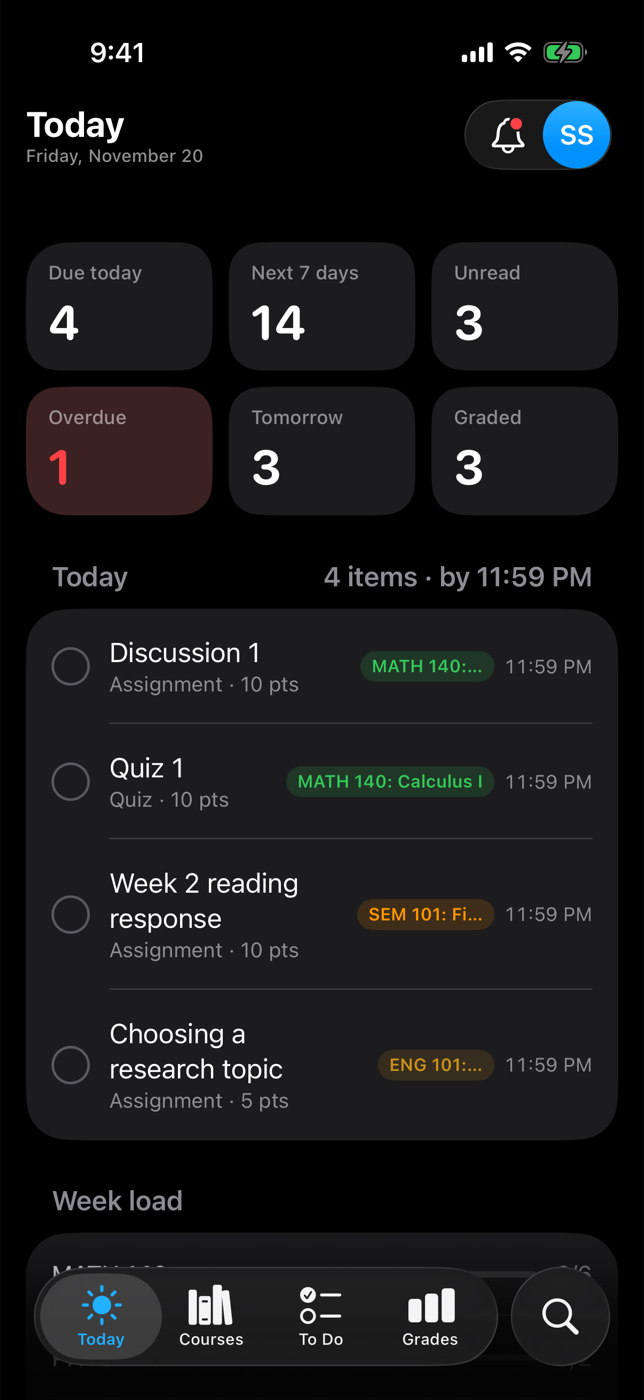 9:41
Today
Friday, November 20
SS
Due today
Next 7 days
Unread
4
14
3
Overdue
Tomorrow
Graded
1
3
3
Today
4 items · by 11:59 PM
Discussion 1
Assignment · 10 pts
MATH 140:...
11:59 PM
Quiz 1
Quiz · 10 pts
MATH 140: Calculus I
11:59 PM
Week 2 reading
response
Assignment · 10 pts
SEM 101: Fi...
11:59 PM
Choosing a
research topic
Assignment · 5 pts
ENG 101:...
11:59 PM
Week load
Today
Courses
To Do
Grades